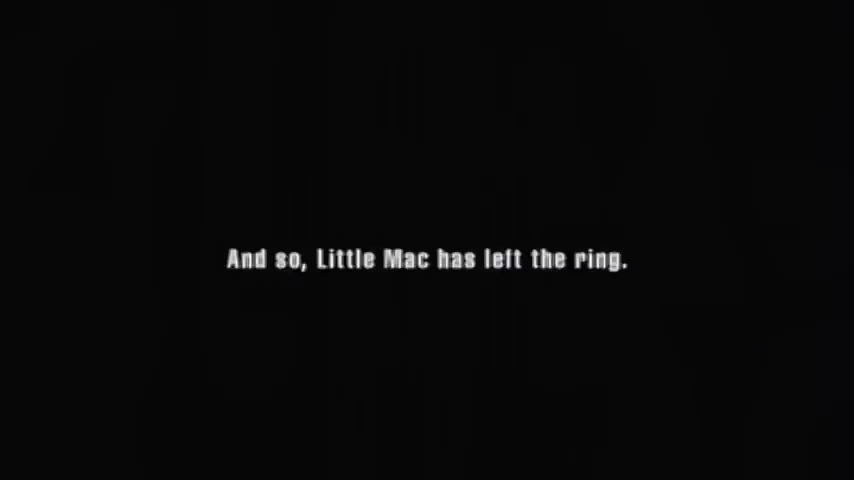 And so, Little Mac has left the ring.